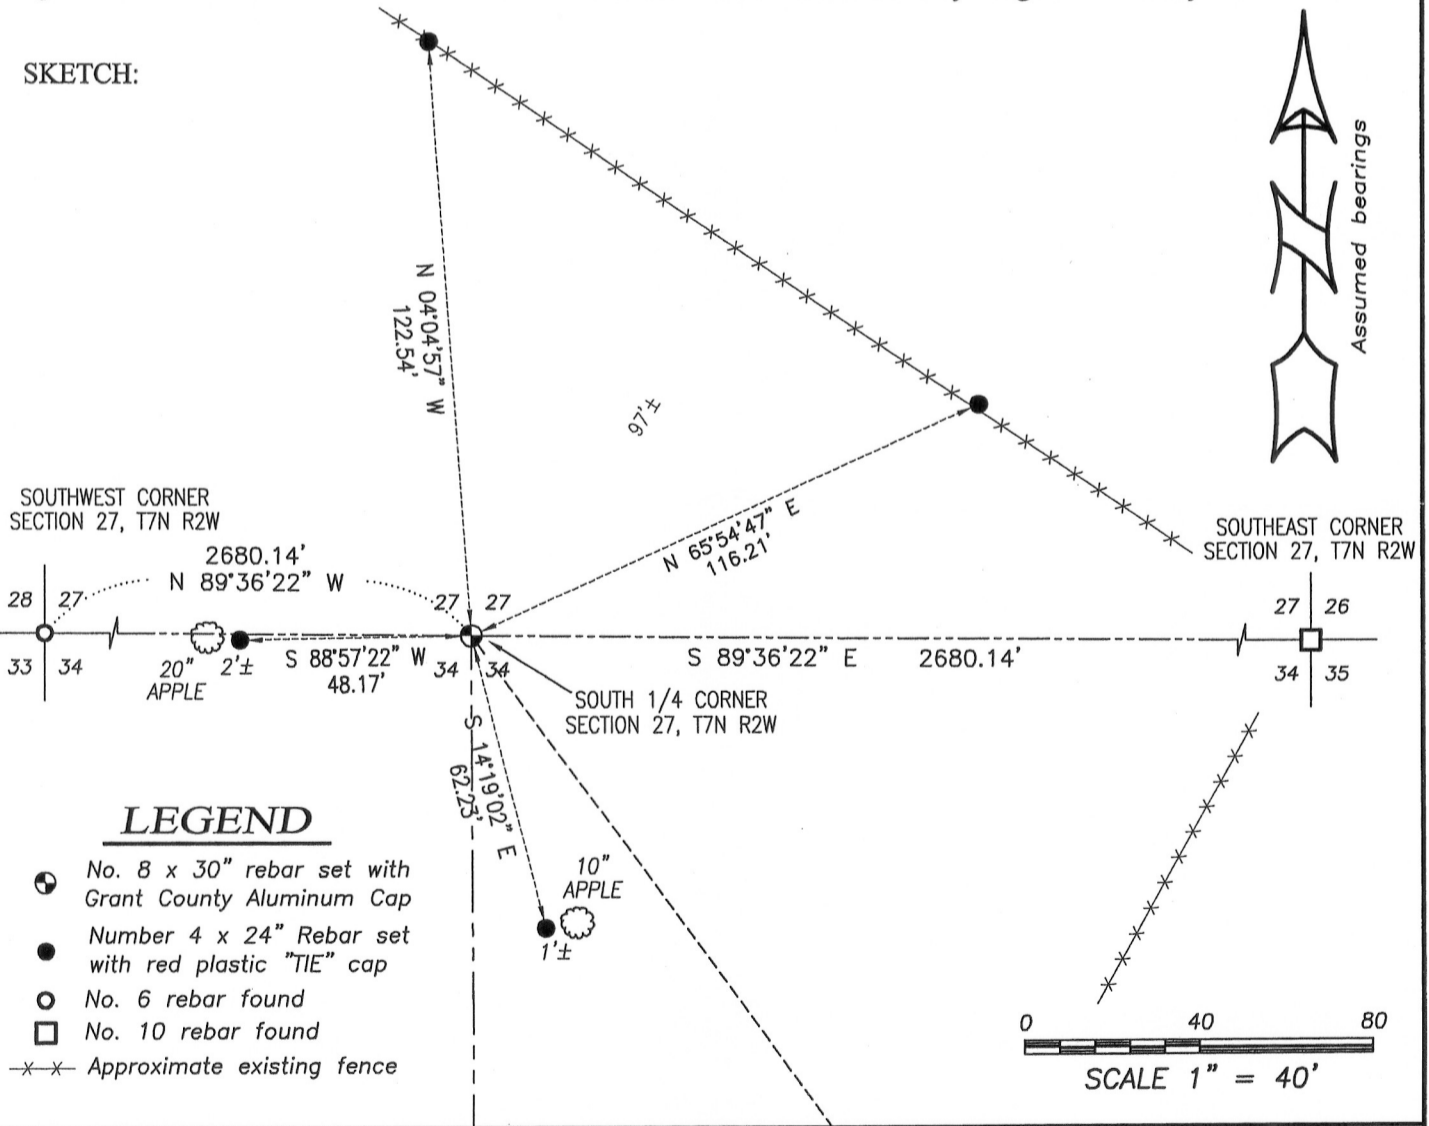 SKETCH:
Assumed bearings
N 04°04'57" W
122.54'
97'±
N 65°54'47" E
116.21'
SOUTHWEST CORNER
SECTION 27, T7N R2W
2680.14'
N 89°36'22" W
SOUTHEAST CORNER
SECTION 27, T7N R2W
28 27
27 27
27 26
33 34
34 34
34 35
20"
APPLE
2'±
S 88°57'22" W
48.17'
S 89°36'22" E 2680.14'
SOUTH 1/4 CORNER
SECTION 27, T7N R2W
S 14°19'02" E
62.23'
10"
APPLE
1'±
LEGEND
No. 8 x 30" rebar set with
Grant County Aluminum Cap
Number 4 x 24" Rebar set
with red plastic "TIE" cap
No. 6 rebar found
No. 10 rebar found
Approximate existing fence
0 40 80
SCALE 1" = 40'